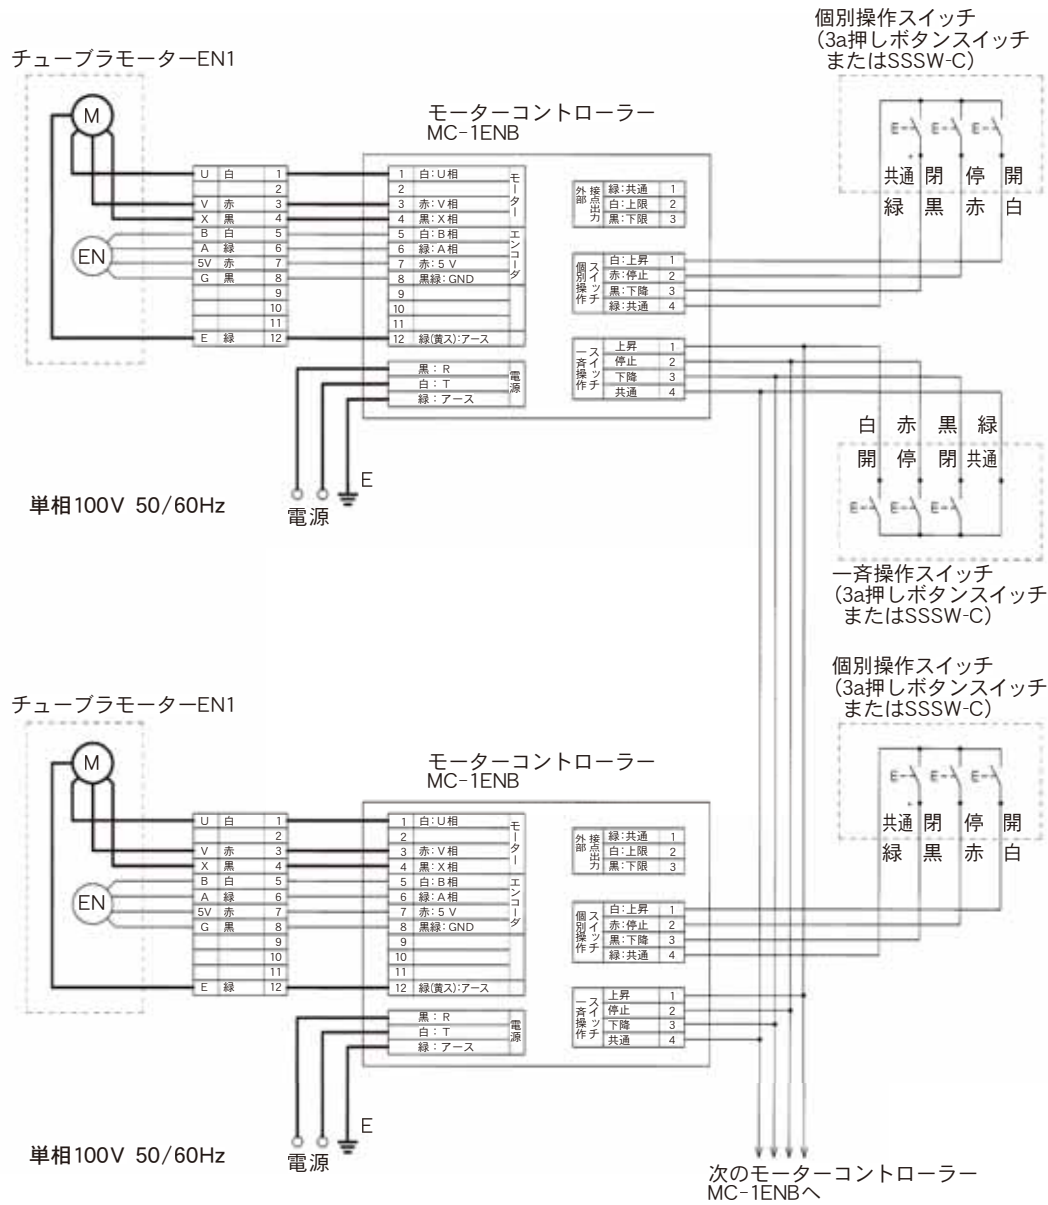 個別操作スイッチ
（3a押しボタンスイッチ
またはSSSW-C）
チューブラモーターEN1
モーターコントローラー
MC-1ENB
M
EN
U 白 1
2
V 赤 3
X 黒 4
B 白 5
A 緑 6
5V 赤 7
G 黒 8
9
10
11
E 緑 12
1 白：U相
2
3 赤：V相
4 黒：X相
5 白：B相
6 緑：A相
7 赤：5V
8 黒緑：GND
9
10
11
12 緑(黄ス)：アース
モーター
エンコーダ
黒：R
白：T
緑：アース
電源
外部接点出力
緑：共通 1
白：上限 2
黒：下限 3
個別操作スイッチ
白：上昇 1
赤：停止 2
黒：下降 3
緑：共通 4
一斉操作スイッチ
上昇 1
停止 2
下降 3
共通 4
E E E
共通 閉 停 開
緑 黒 赤 白
白 赤 黒 緑
開 停 閉 共通
E E E
一斉操作スイッチ
（3a押しボタンスイッチ
またはSSSW-C）
E
電源
単相100V 50/60Hz
個別操作スイッチ
（3a押しボタンスイッチ
またはSSSW-C）
チューブラモーターEN1
モーターコントローラー
MC-1ENB
M
EN
U 白 1
2
V 赤 3
X 黒 4
B 白 5
A 緑 6
5V 赤 7
G 黒 8
9
10
11
E 緑 12
1 白：U相
2
3 赤：V相
4 黒：X相
5 白：B相
6 緑：A相
7 赤：5V
8 黒緑：GND
9
10
11
12 緑(黄ス)：アース
モーター
エンコーダ
黒：R
白：T
緑：アース
電源
外部接点出力
緑：共通 1
白：上限 2
黒：下限 3
個別操作スイッチ
白：上昇 1
赤：停止 2
黒：下降 3
緑：共通 4
一斉操作スイッチ
上昇 1
停止 2
下降 3
共通 4
E E E
共通 閉 停 開
緑 黒 赤 白
E
電源
単相100V 50/60Hz
次のモーターコントローラー
MC-1ENBへ